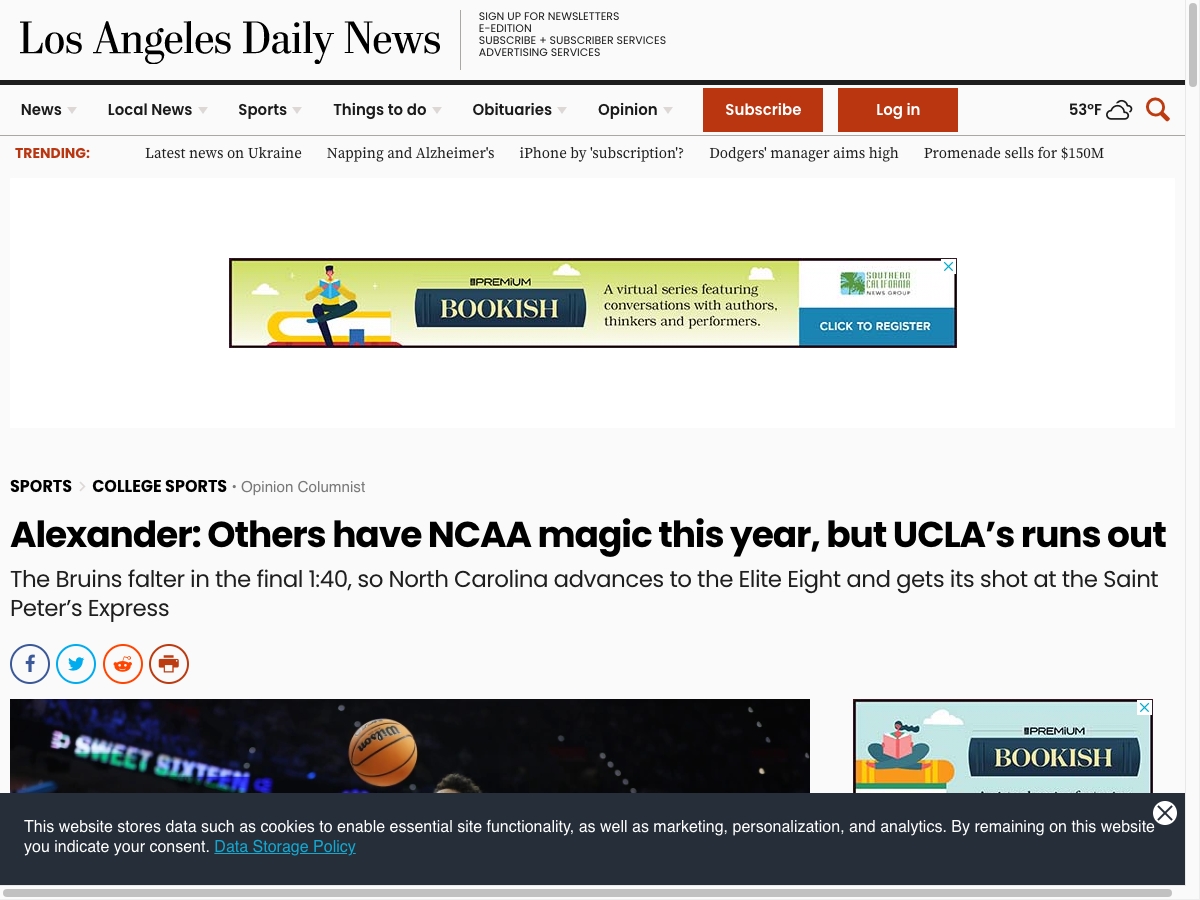 Los Angeles Daily News
SIGN UP FOR NEWSLETTERS
E-EDITION
SUBSCRIBE + SUBSCRIBER SERVICES
ADVERTISING SERVICES
News
Local News
Sports
Things to do
Obituaries
Opinion
Subscribe
Log in
53°F
TRENDING:
Latest news on Ukraine
Napping and Alzheimer's
iPhone by 'subscription'?
Dodgers' manager aims high
Promenade sells for $150M
PREMIUM
BOOKISH
A virtual series featuring
conversations with authors,
thinkers and performers.
SOUTHERN
CALIFORNIA
NEWS GROUP
CLICK TO REGISTER
SPORTS > COLLEGE SPORTS • Opinion Columnist
Alexander: Others have NCAA magic this year, but UCLA’s runs out
The Bruins falter in the final 1:40, so North Carolina advances to the Elite Eight and gets its shot at the Saint
Peter’s Express
SWEET SIXTEEN
Wilson
PREMIUM
BOOKISH
This website stores data such as cookies to enable essential site functionality, as well as marketing, personalization, and analytics. By remaining on this website
you indicate your consent. Data Storage Policy